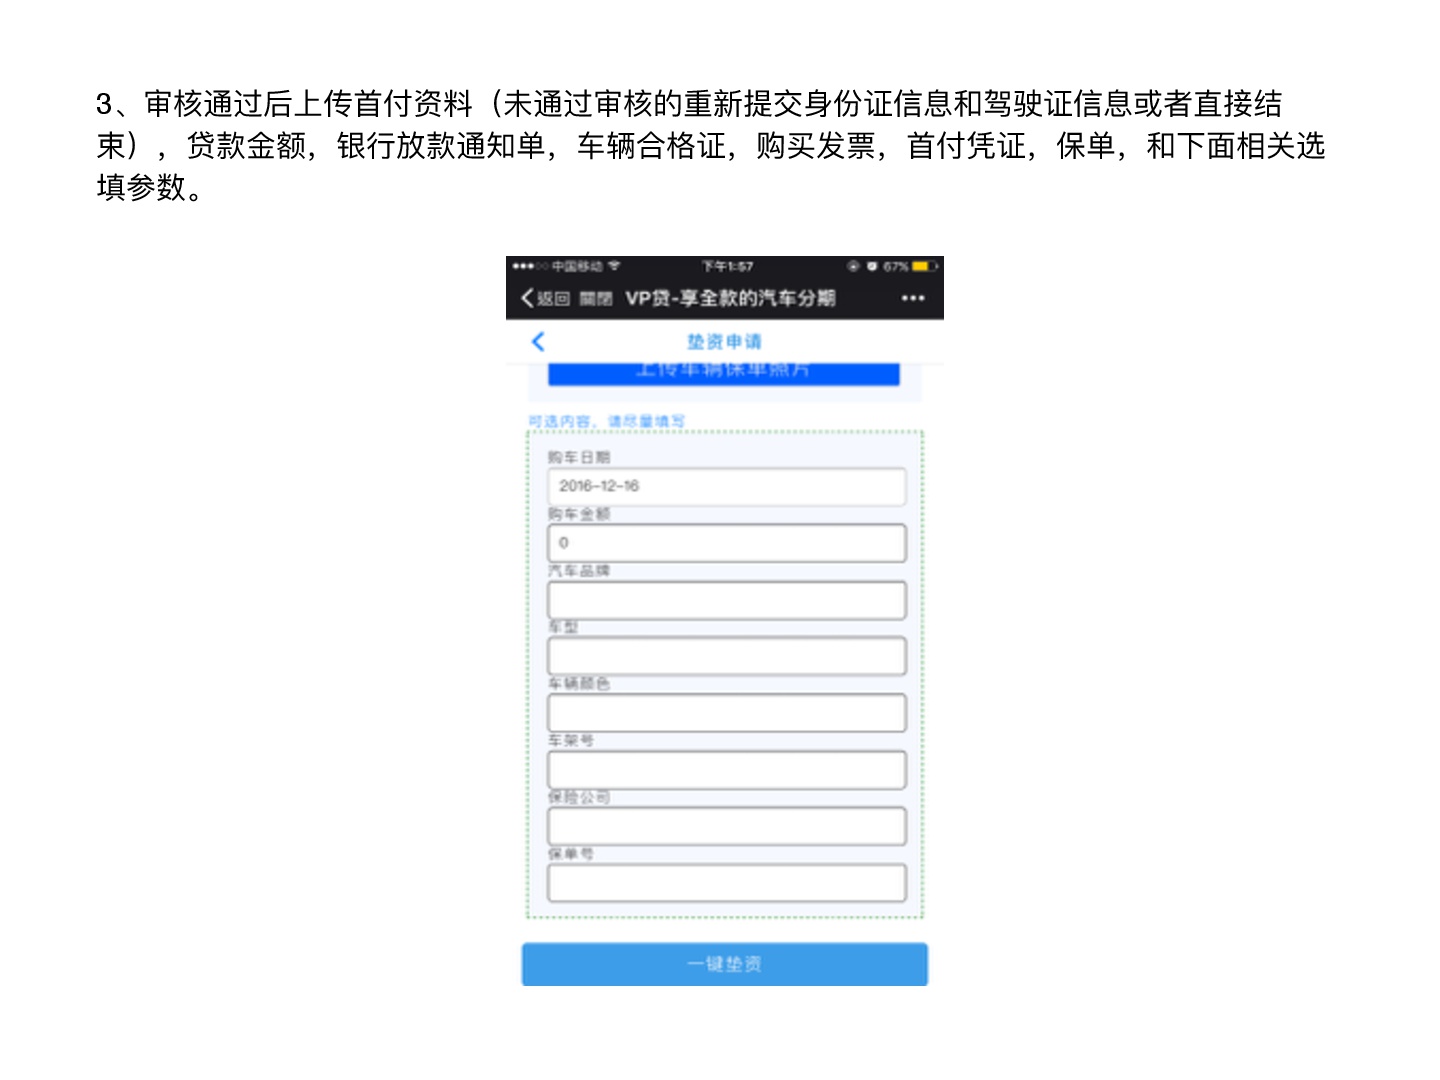 3、审核通过后上传首付资料（未通过审核的重新提交身份证信息和驾驶证信息或者直接结
束），贷款金额，银行放款通知单，车辆合格证，购买发票，首付凭证，保单，和下面相关选
填参数。
中国移动 下午1:57 67%
返回 關閉 VP贷-享全款的汽车分期
垫资申请
上传车辆保单照片
可选内容，请尽量填写
购车日期
2016-12-16
购车金额
0
汽车品牌
车型
车辆颜色
车架号
保险公司
保单号
一键垫资